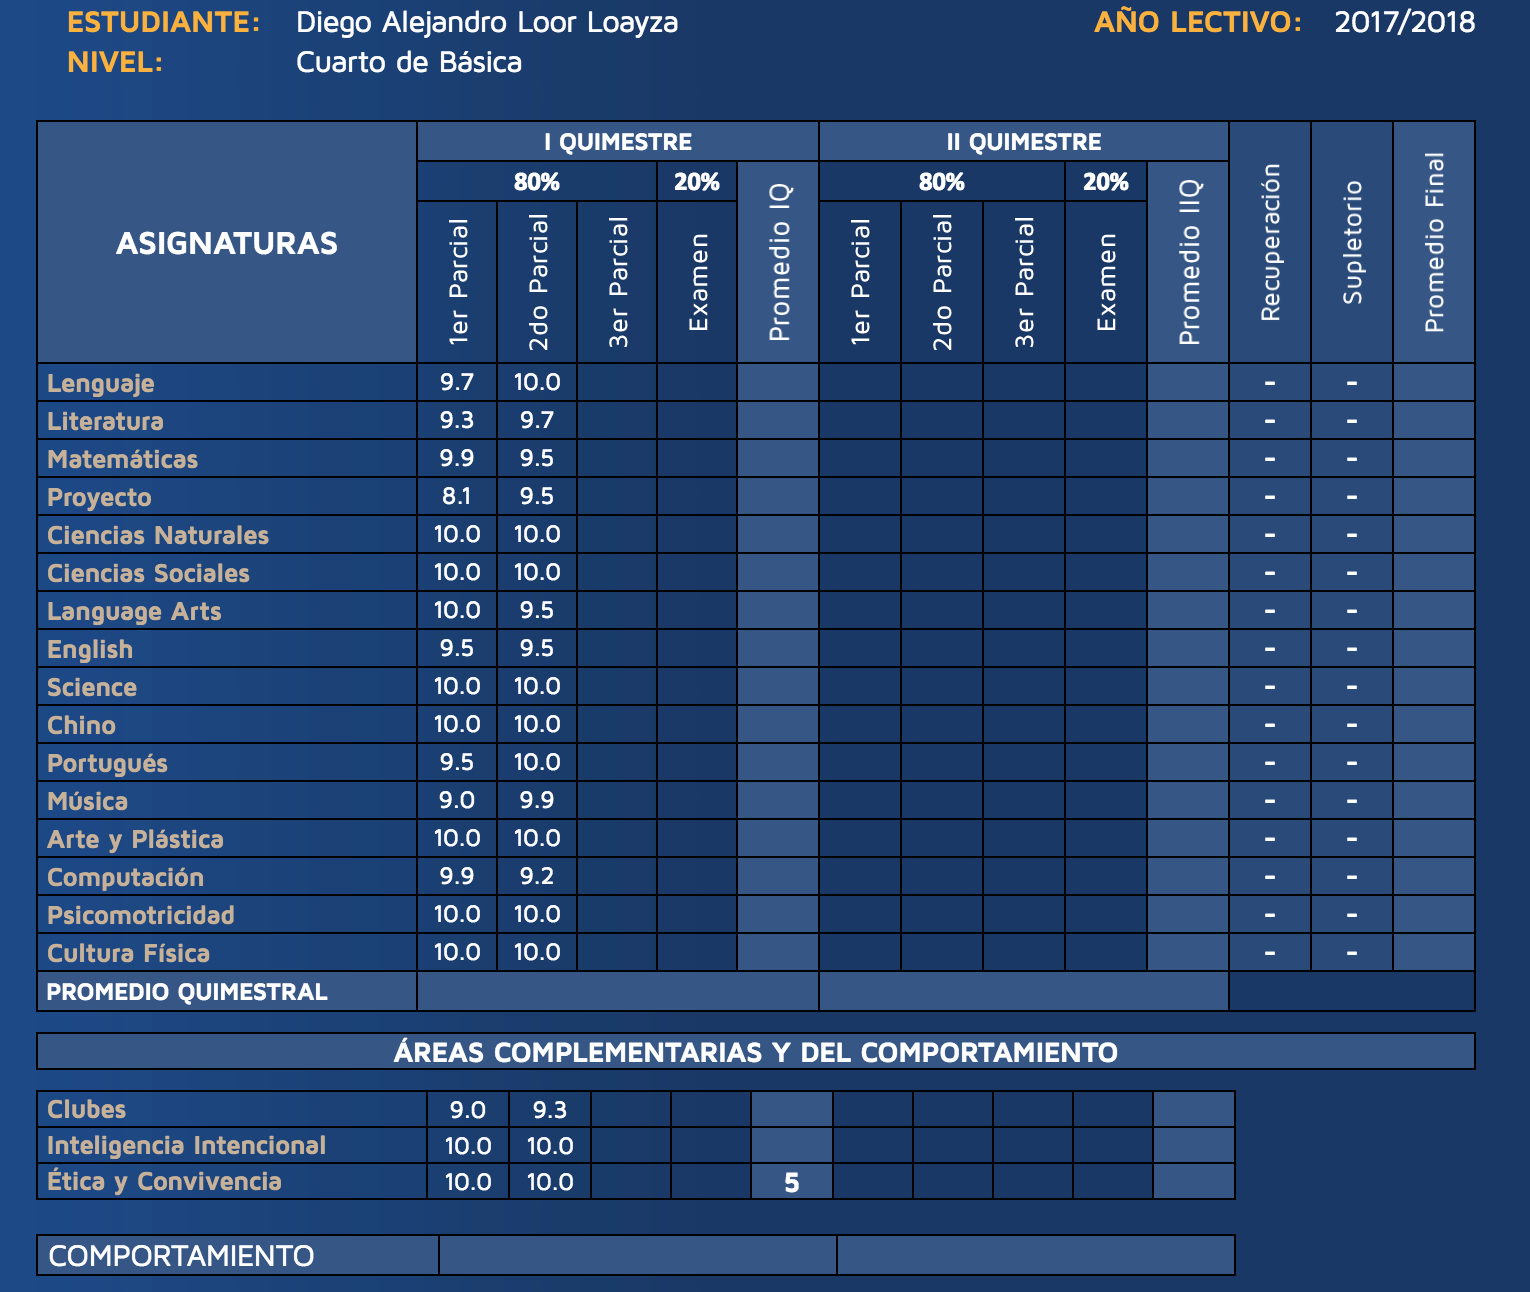 ESTUDIANTE: Diego Alejandro Loor Loayza AÑO LECTIVO: 2017/2018
NIVEL: Cuarto de Básica
ASIGNATURAS I QUIMESTRE II QUIMESTRE Recuperación Supletorio Promedio Final
80% 20% Promedio IQ 80% 20% Promedio IIQ
1er Parcial 2do Parcial 3er Parcial Examen 1er Parcial 2do Parcial 3er Parcial Examen
Lenguaje 9.7 10.0 - -
Literatura 9.3 9.7 - -
Matemáticas 9.9 9.5 - -
Proyecto 8.1 9.5 - -
Ciencias Naturales 10.0 10.0 - -
Ciencias Sociales 10.0 10.0 - -
Language Arts 10.0 9.5 - -
English 9.5 9.5 - -
Science 10.0 10.0 - -
Chino 10.0 10.0 - -
Portugués 9.5 10.0 - -
Música 9.0 9.9 - -
Arte y Plástica 10.0 10.0 - -
Computación 9.9 9.2 - -
Psicomotricidad 10.0 10.0 - -
Cultura Física 10.0 10.0 - -
PROMEDIO QUIMESTRAL
ÁREAS COMPLEMENTARIAS Y DEL COMPORTAMIENTO
Clubes 9.0 9.3
Inteligencia Intencional 10.0 10.0
Ética y Convivencia 10.0 10.0 5
COMPORTAMIENTO